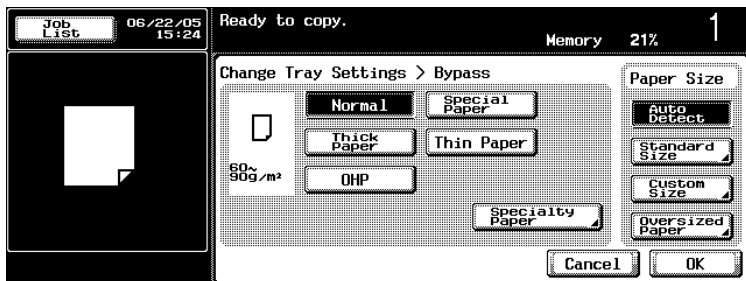 Job
List
06/22/05
15:24
Ready to copy.
Memory 21%
1
Change Tray Settings > Bypass
Normal
Special
Paper
Thick
Paper
Thin Paper
60~
90g/m²
OHP
Specialty
Paper
Paper Size
Auto
Detect
Standard
Size
Custom
Size
Oversized
Paper
Cancel
OK